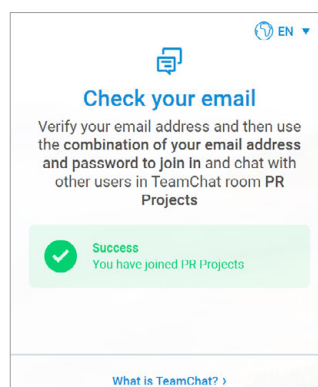 EN
Check your email
Verify your email address and then use
the combination of your email address
and password to join in and chat with
other users in TeamChat room PR
Projects
Success
You have joined PR Projects
What is TeamChat? ›